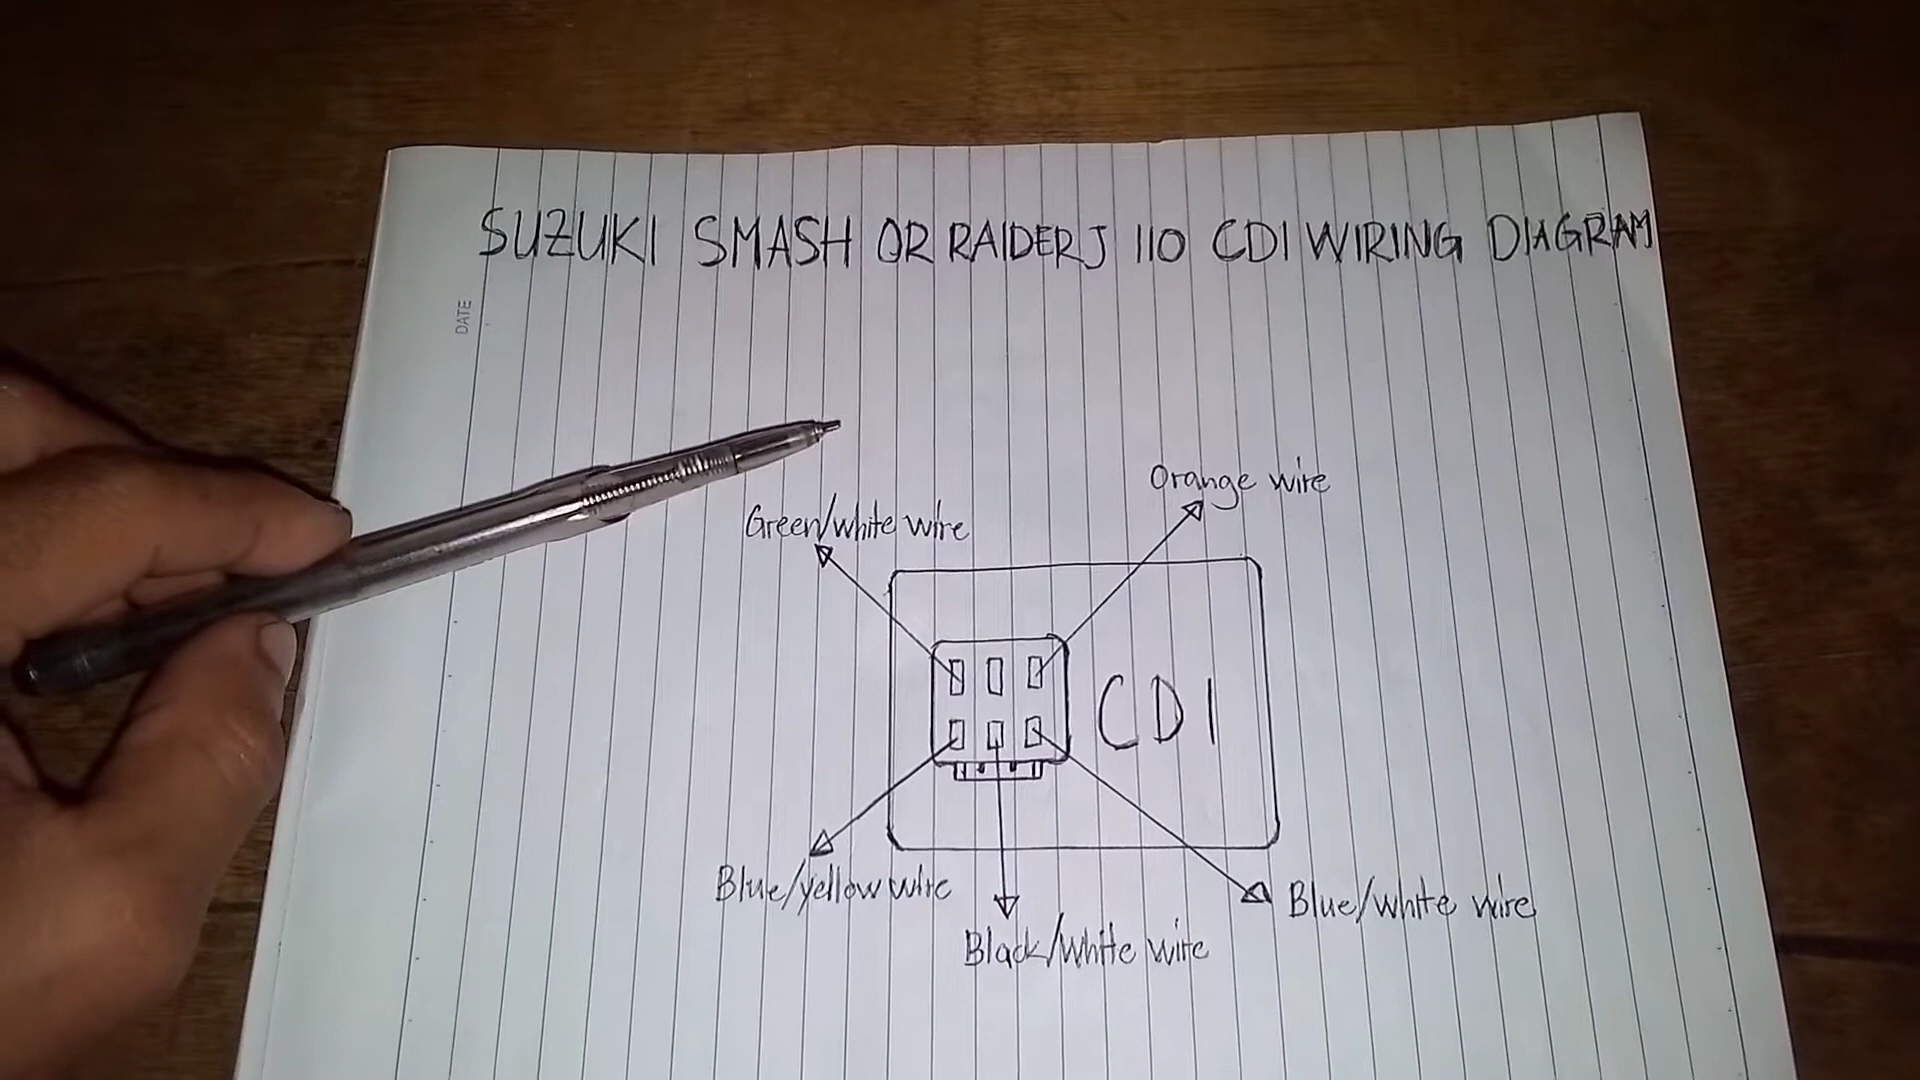 SUZUKI SMASH OR RAIDER J 110 CDI WIRING DIAGRAM
DATE
Orange wire
Green/white wire
CDI
Blue/yellow wire
Blue/white wire
Black/white wire